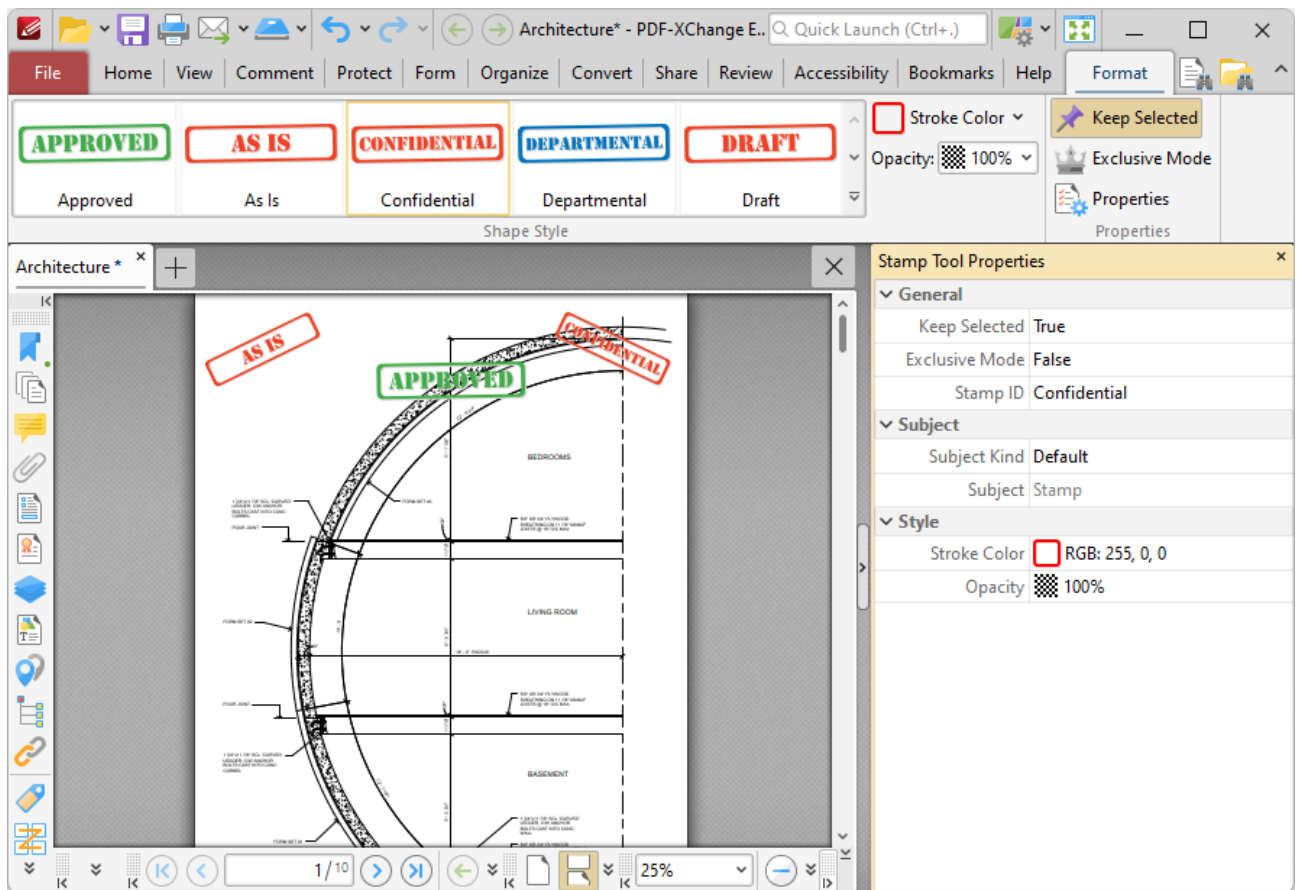 Architecture* - PDF-XChange E..
Quick Launch (Ctrl+.)
File
Home
View
Comment
Protect
Form
Organize
Convert
Share
Review
Accessibility
Bookmarks
Help
Format
APPROVED
AS IS
CONFIDENTIAL
DEPARTMENTAL
DRAFT
Approved
As Is
Confidential
Departmental
Draft
Shape Style
Stroke Color
Opacity: 100%
Keep Selected
Exclusive Mode
Properties
Properties
Architecture *
AS IS
APPROVED
CONFIDENTIAL
BEDROOMS
POUR JOINT
LIVING ROOM
POUR JOINT
BASEMENT
1/10
25%
Stamp Tool Properties
General
Keep Selected True
Exclusive Mode False
Stamp ID Confidential
Subject
Subject Kind Default
Subject Stamp
Style
Stroke Color RGB: 255, 0, 0
Opacity 100%